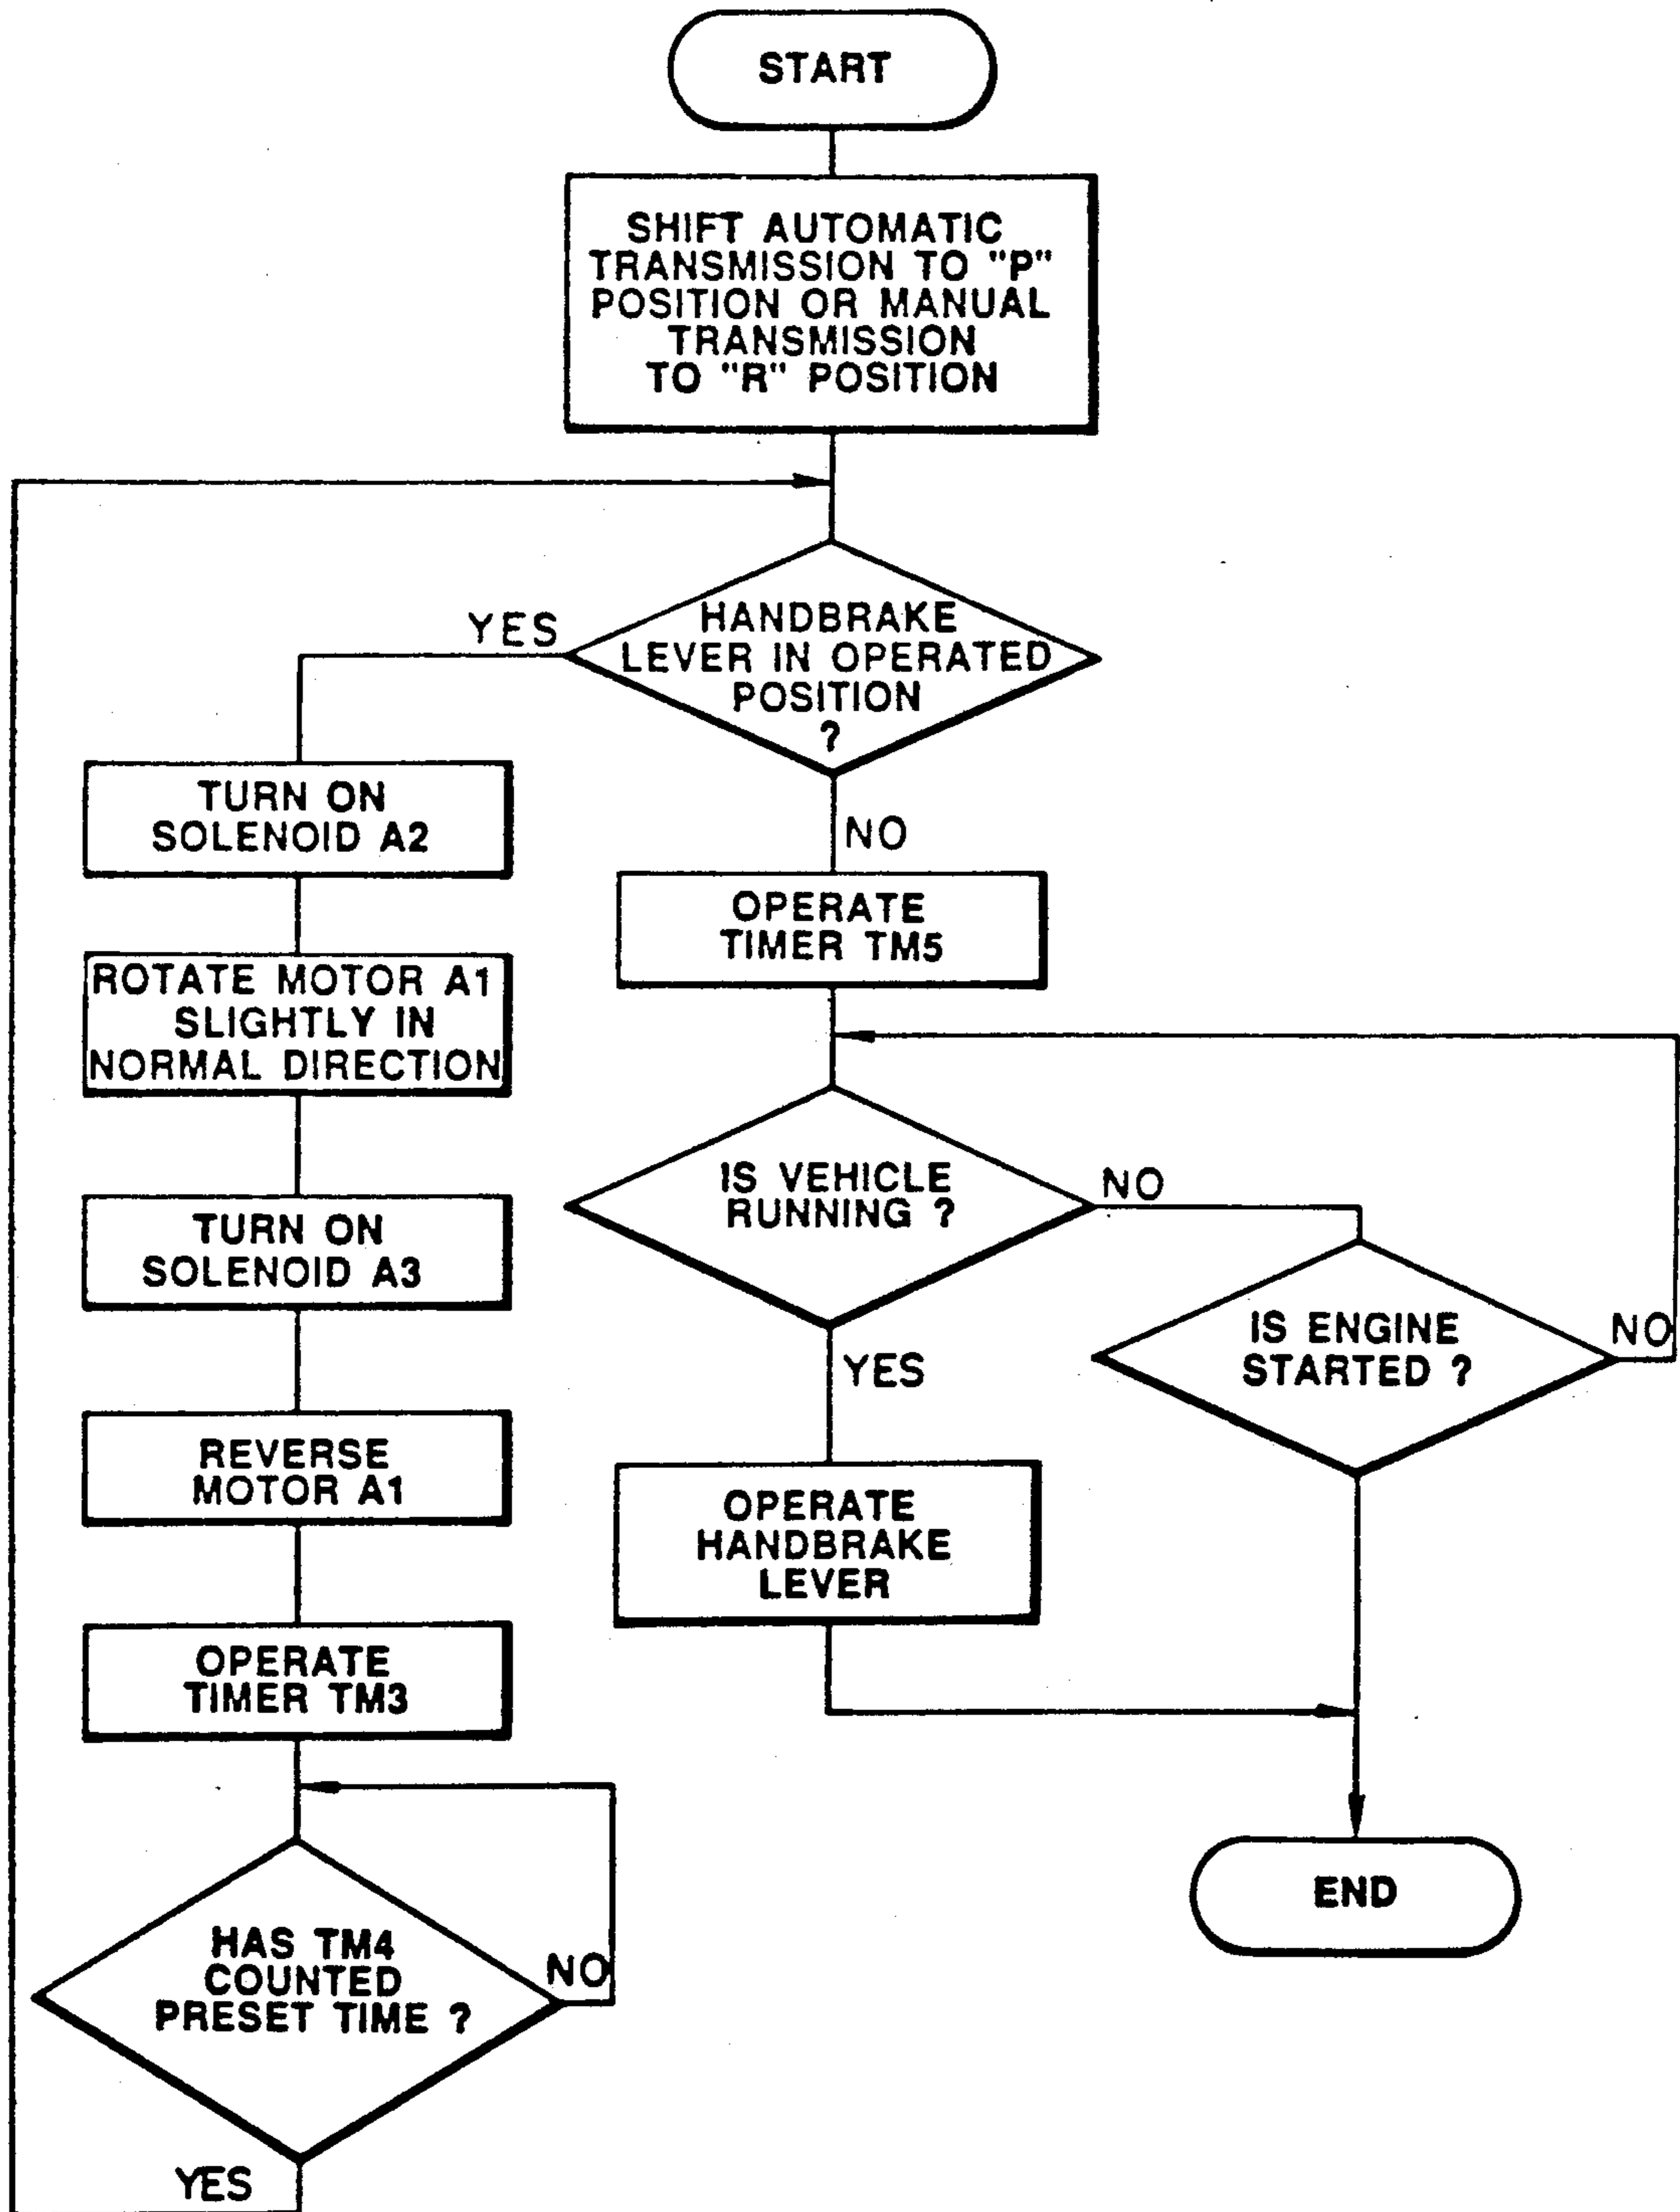 START
SHIFT AUTOMATIC
TRANSMISSION TO "P"
POSITION OR MANUAL
TRANSMISSION
TO "R" POSITION
HANDBRAKE
LEVER IN OPERATED
POSITION
?
YES
NO
TURN ON
SOLENOID A2
ROTATE MOTOR A1
SLIGHTLY IN
NORMAL DIRECTION
TURN ON
SOLENOID A3
REVERSE
MOTOR A1
OPERATE
TIMER TM3
HAS TM4
COUNTED
PRESET TIME ?
NO
YES
OPERATE
TIMER TM5
IS VEHICLE
RUNNING ?
NO
YES
IS ENGINE
STARTED ?
NO
OPERATE
HANDBRAKE
LEVER
END